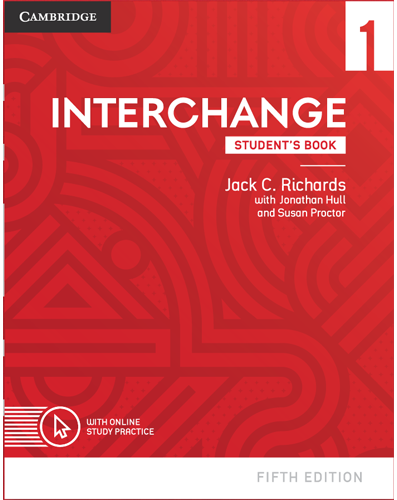 CAMBRIDGE
1
INTERCHANGE
STUDENT'S BOOK
Jack C. Richards
with Jonathan Hull
and Susan Proctor
WITH ONLINE
STUDY PRACTICE
FIFTH EDITION